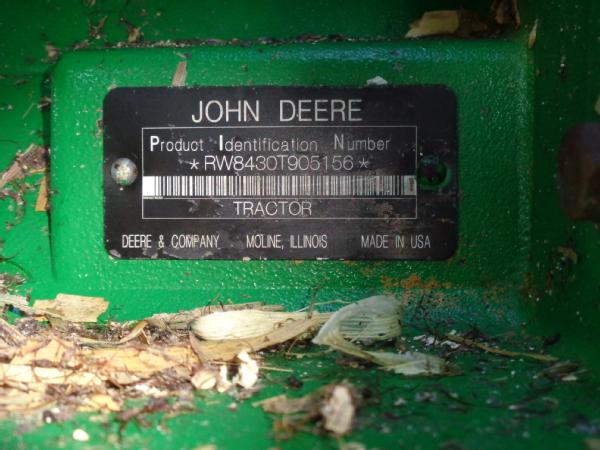 JOHN DEERE
Product Identification Number
*RW8430T905156*
TRACTOR
DEERE & COMPANY MOLINE, ILLINOIS MADE IN USA